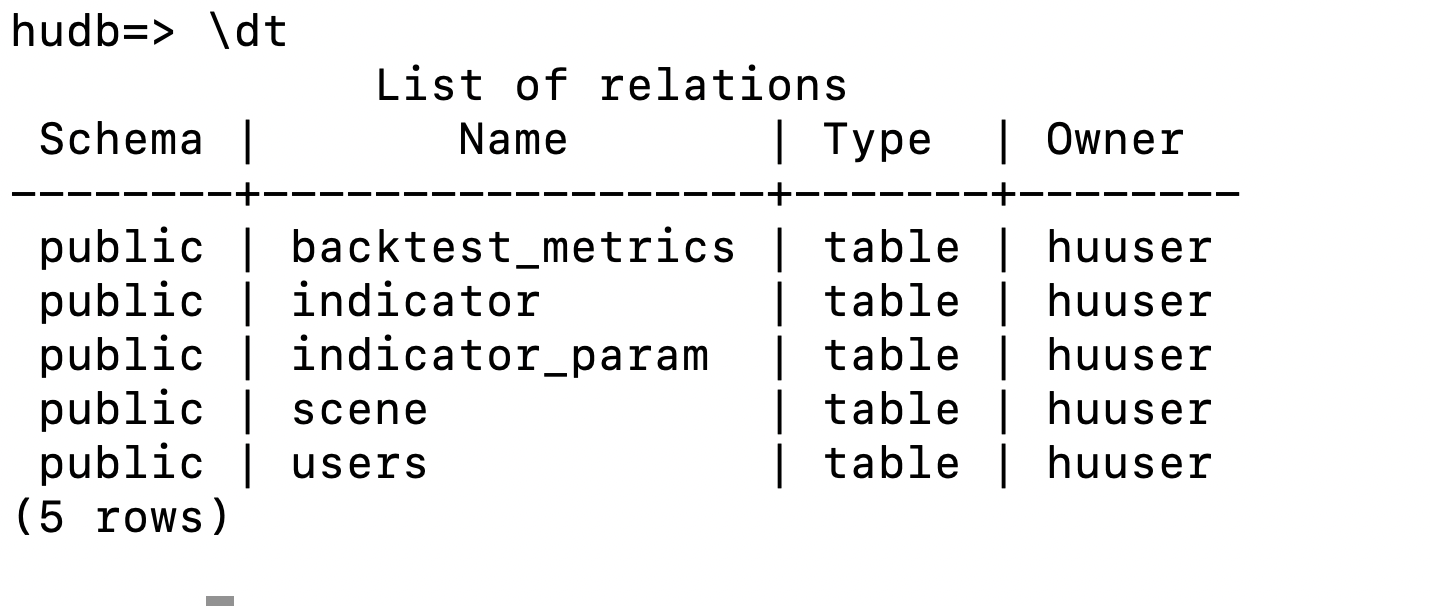 hudb=> \dt
List of relations
Schema | Name | Type | Owner
--------+------------------+-------+--------
public | backtest_metrics | table | huuser
public | indicator | table | huuser
public | indicator_param | table | huuser
public | scene | table | huuser
public | users | table | huuser
(5 rows)